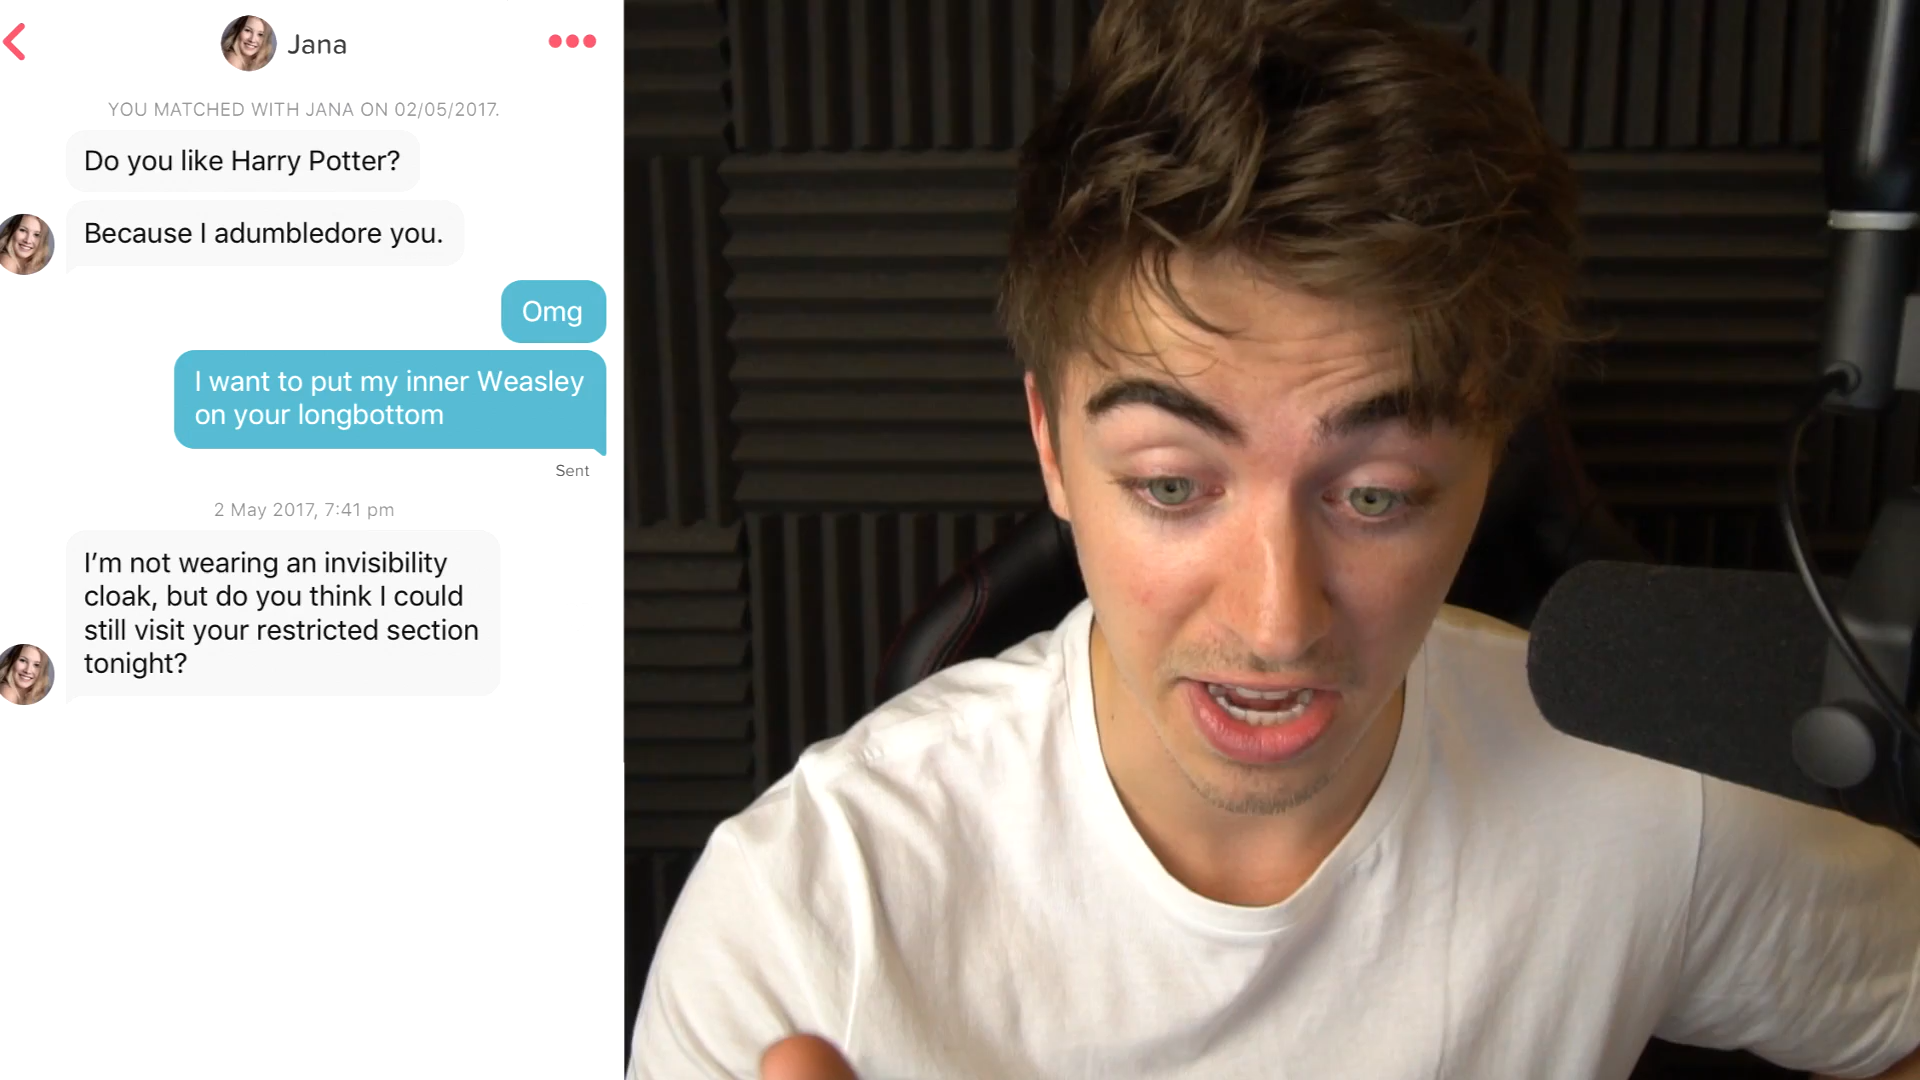 Jana
YOU MATCHED WITH JANA ON 02/05/2017.
Do you like Harry Potter?
Because I adumbledore you.
Omg
I want to put my inner Weasley
on your longbottom
Sent
2 May 2017, 7:41 pm
I’m not wearing an invisibility
cloak, but do you think I could
still visit your restricted section
tonight?